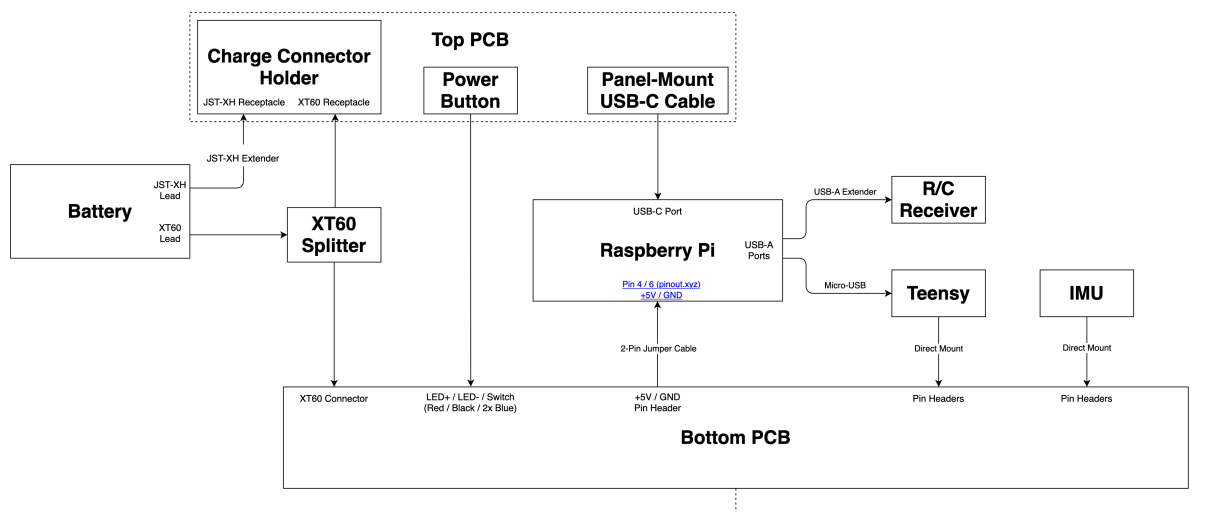 Top PCB
Charge Connector
Holder
JST-XH Receptacle
XT60 Receptacle
Power
Button
Panel-Mount
USB-C Cable
JST-XH Extender
Battery
JST-XH
Lead
XT60
Lead
XT60
Splitter
USB-C Port
Raspberry Pi
USB-A
Ports
Pin 4 / 6 (pinout.xyz)
+5V / GND
USB-A Extender
R/C
Receiver
Micro-USB
Teensy
IMU
2-Pin Jumper Cable
Direct Mount
Direct Mount
XT60 Connector
LED+ / LED- / Switch
(Red / Black / 2x Blue)
+5V / GND
Pin Header
Pin Headers
Pin Headers
Bottom PCB